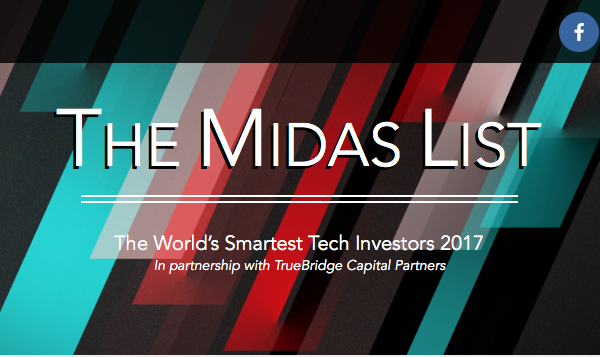 The Midas List
The World's Smartest Tech Investors 2017
In partnership with TrueBridge Capital Partners